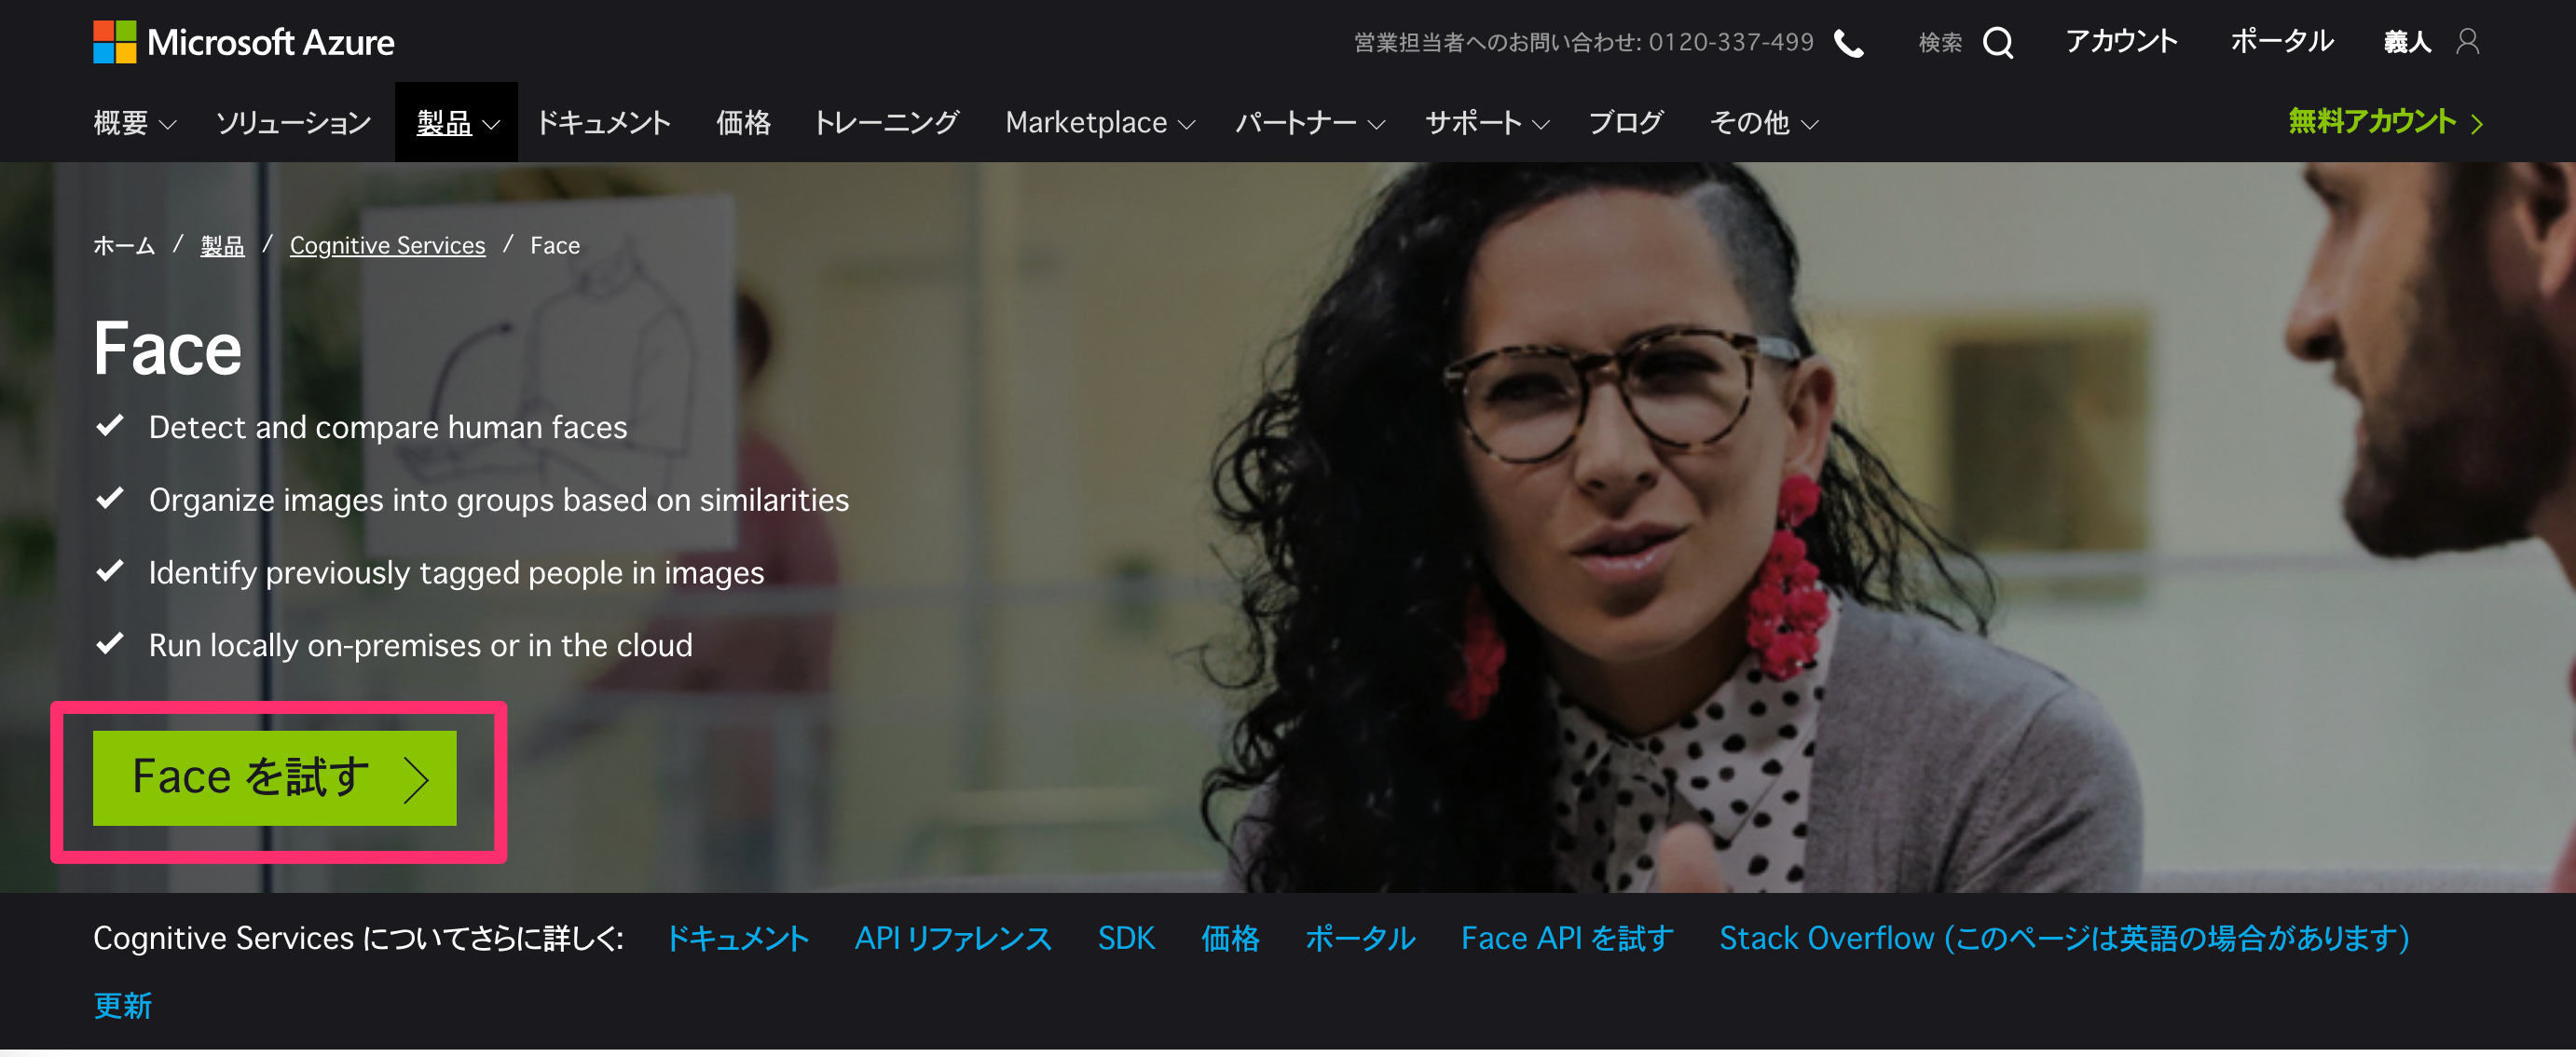 Microsoft Azure
営業担当者へのお問い合わせ: 0120-337-499 検索 アカウント ポータル 義人
概要 ソリューション 製品 ドキュメント 価格 トレーニング Marketplace パートナー サポート ブログ その他 無料アカウント
ホーム / 製品 / Cognitive Services / Face
Face
Detect and compare human faces
Organize images into groups based on similarities
Identify previously tagged people in images
Run locally on-premises or in the cloud
Face を試す
Cognitive Services についてさらに詳しく: ドキュメント API リファレンス SDK 価格 ポータル Face API を試す Stack Overflow (このページは英語の場合があります)
更新